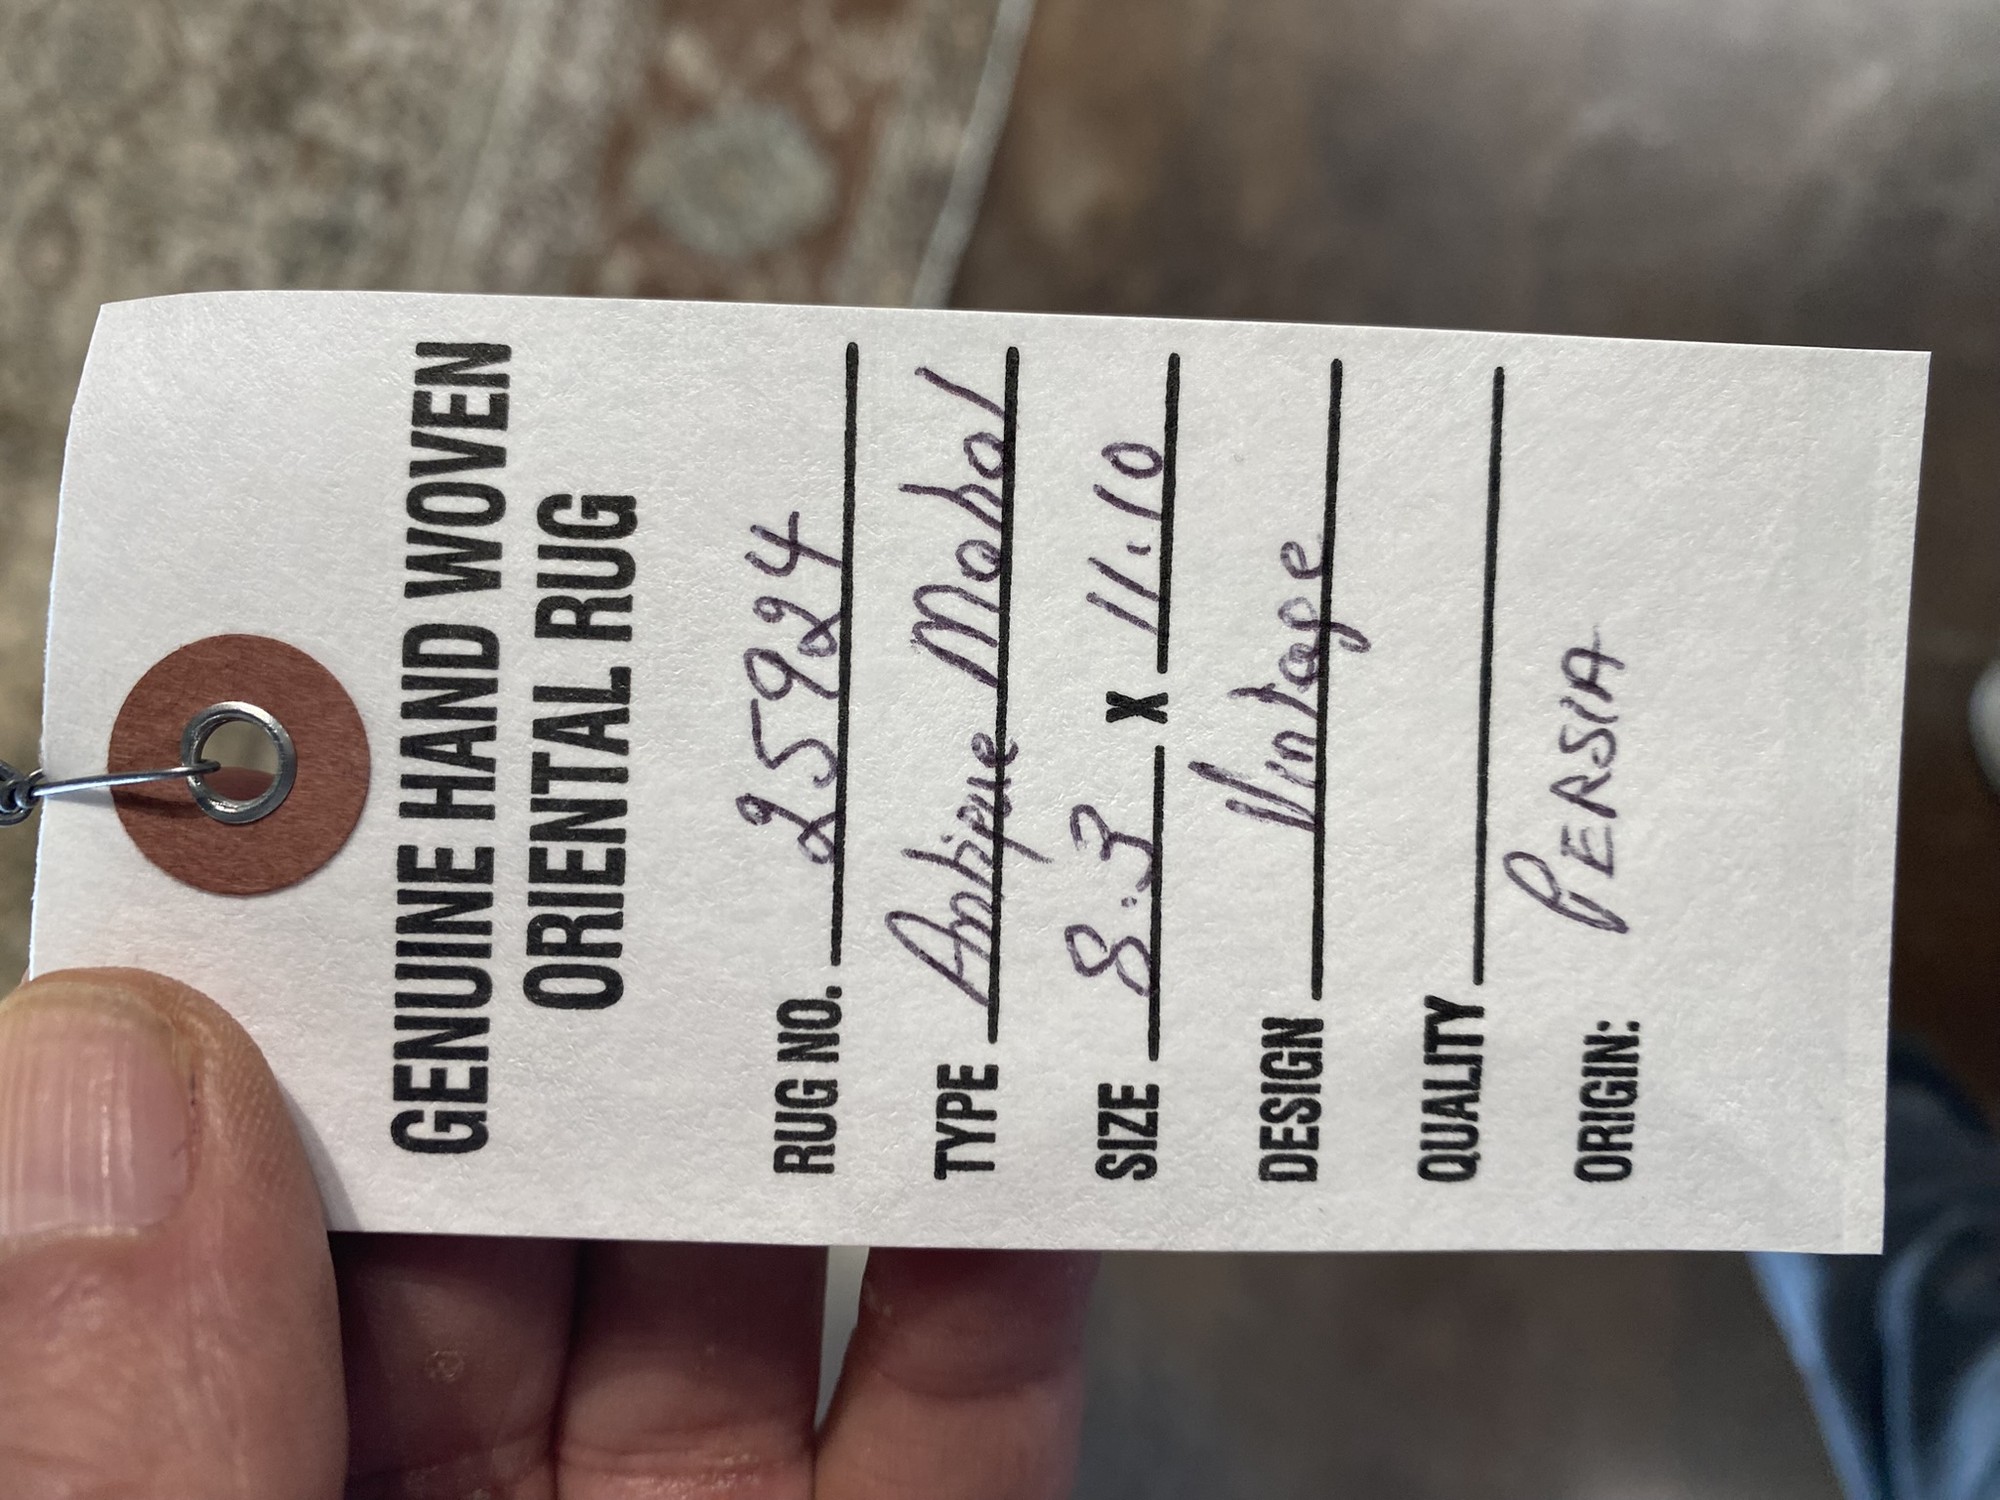 GENUINE HAND WOVEN
ORIENTAL RUG
RUG NO. 25924
TYPE Antique Mahal
SIZE 8.3 X 11.10
DESIGN Vintage
QUALITY
ORIGIN: PERSIA